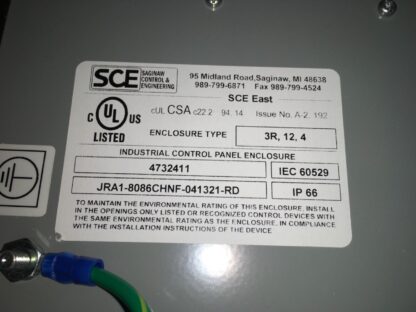 SCE SAGINAW
CONTROL &
ENGINEERING
95 Midland Road, Saginaw, MI 48638
989-799-6871 Fax 989-799-4524
SCE East
cUL CSA c22.2 94.14 Issue No. A-2, 192
C UL US
LISTED
ENCLOSURE TYPE 3R, 12, 4
INDUSTRIAL CONTROL PANEL ENCLOSURE
4732411 IEC 60529
JRA1-8086CHNF-041321-RD IP 66
TO MAINTAIN THE ENVIRONMENTAL RATING OF THIS ENCLOSURE, INSTALL
IN THE OPENINGS ONLY LISTED OR RECOGNIZED CONTROL DEVICES WITH
THE SAME ENVIRONMENTAL RATING AS THE ENCLOSURE, IN COMPLIANCE
WITH THE INSTALLATION INSTRUCTIONS OF THE DEVICE